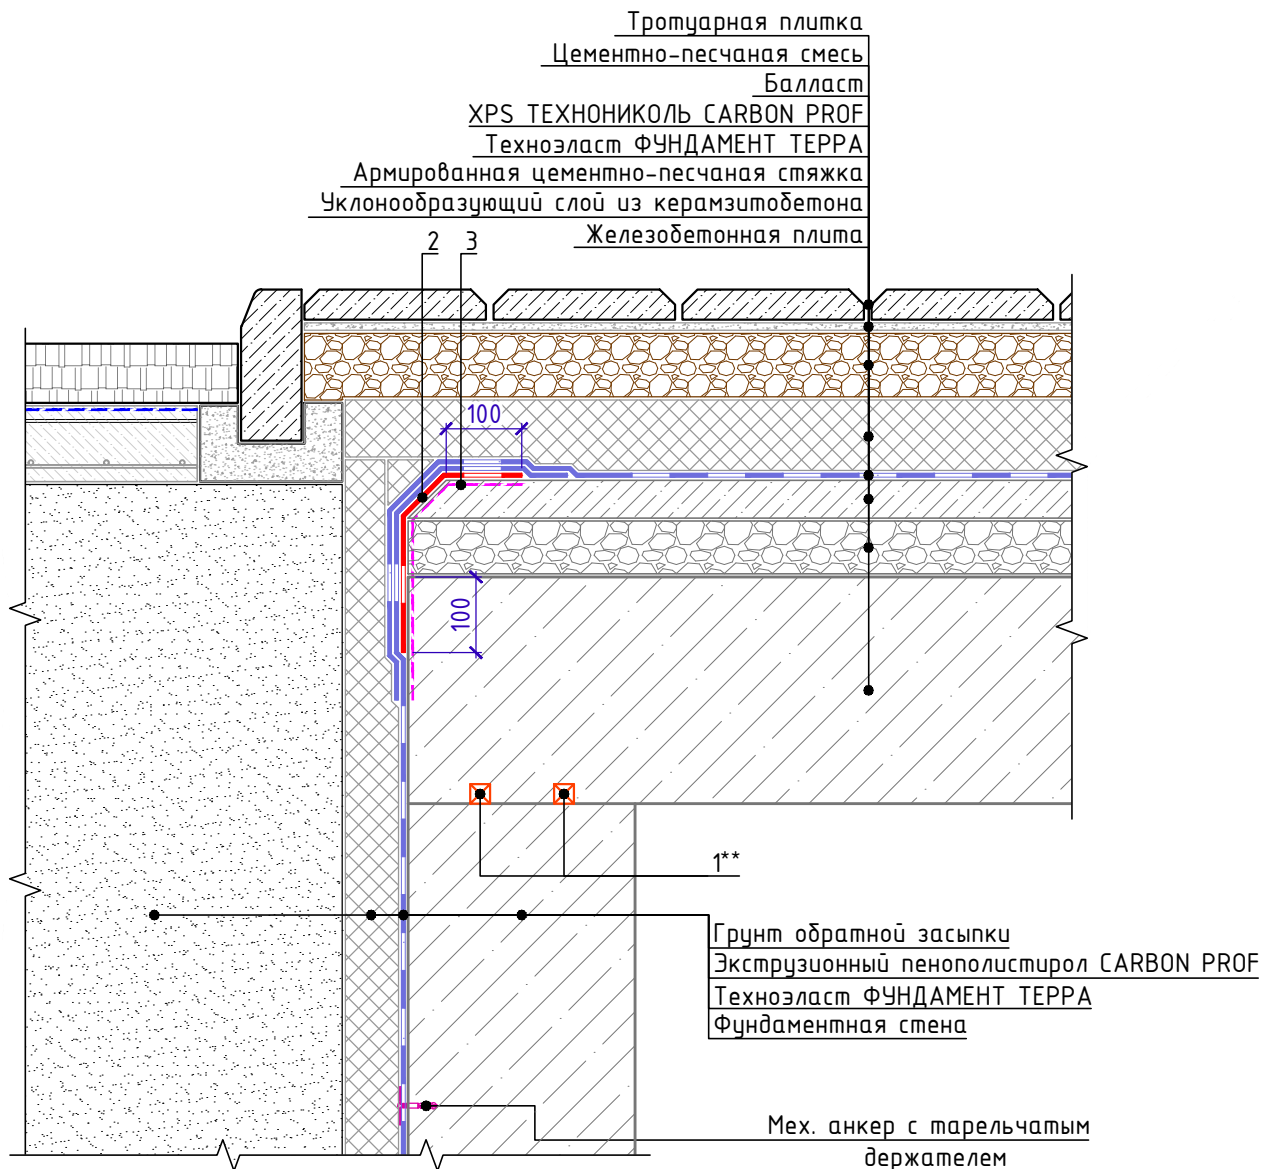 Тротуарная плитка
Цементно-песчаная смесь
Балласт
XPS ТЕХНОНИКОЛЬ CARBON PROF
Техноэласт ФУНДАМЕНТ ТЕРРА
Армированная цементно-песчаная стяжка
Уклонообразующий слой из керамзитобетона
Железобетонная плита
2 3
100
100
1**
Грунт обратной засыпки
Экструзионный пенополистирол CARBON PROF
Техноэласт ФУНДАМЕНТ ТЕРРА
Фундаментная стена
Мех. анкер с тарельчатым
держателем